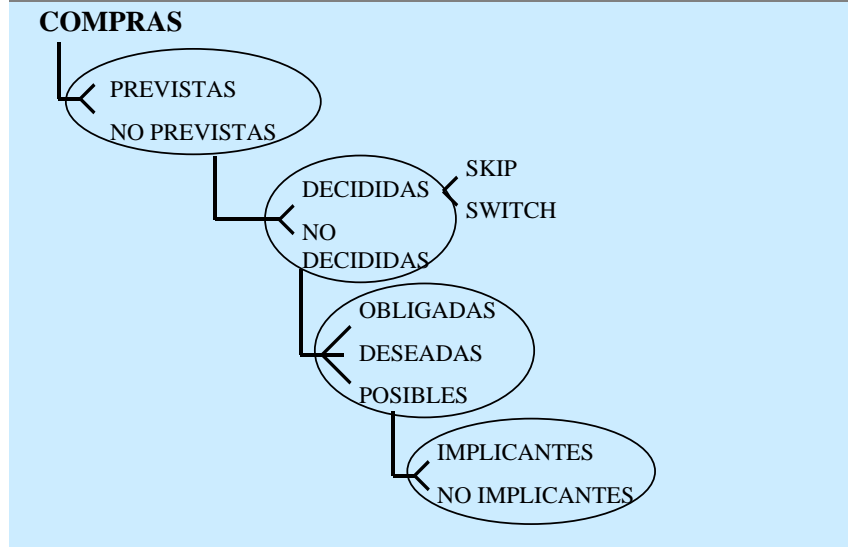 COMPRAS
PREVISTAS
NO PREVISTAS
DECIDIDAS
SKIP
SWITCH
NO
DECIDIDAS
OBLIGADAS
DESEADAS
POSIBLES
IMPLICANTES
NO IMPLICANTES